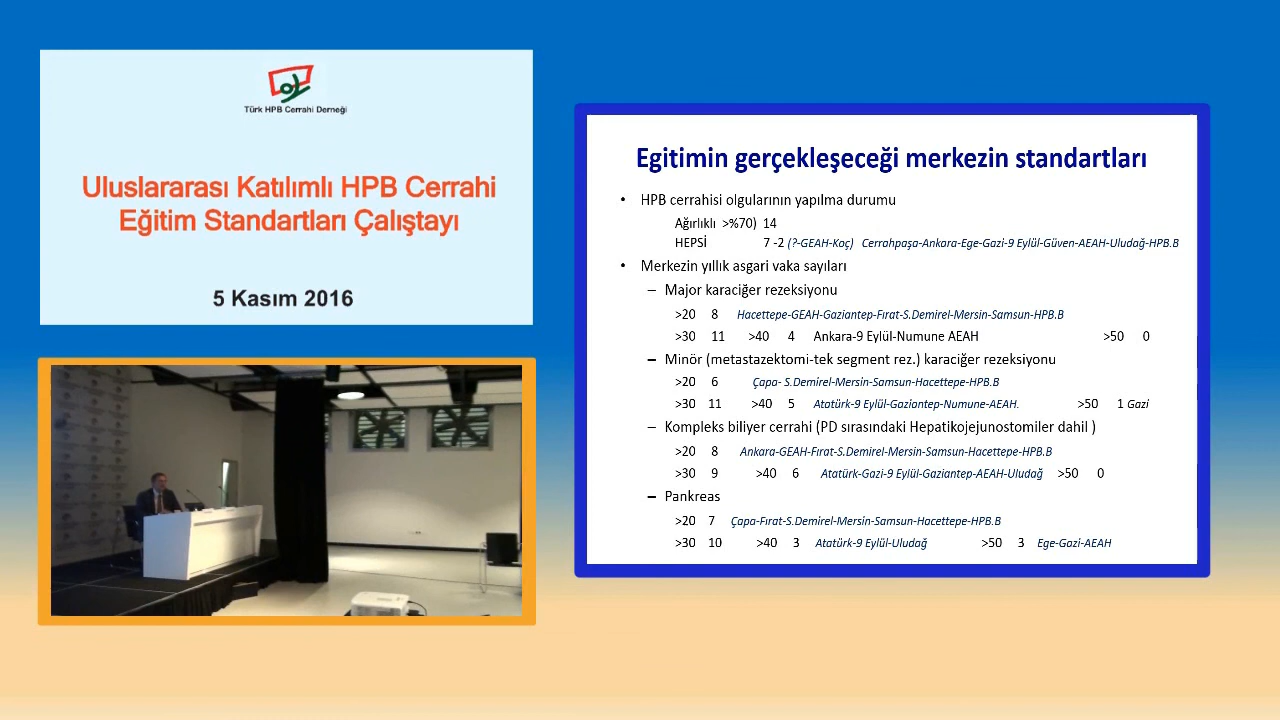 Türk HPB Cerrahi Derneği
Uluslararası Katılımlı HPB Cerrahi
Eğitim Standartları Çalıştayı
5 Kasım 2016
Egitimin gerçekleşeceği merkezin standartları
• HPB cerrahisi olgularının yapılma durumu
Ağırlıklı >%70) 14
HEPSİ 7 -2 (?-GEAH-Koç) Cerrahpaşa-Ankara-Ege-Gazi-9 Eylül-Güven-AEAH-Uludağ-HPB.B
• Merkezin yıllık asgari vaka sayıları
– Major karaciğer rezeksiyonu
>20 8 Hacettepe-GEAH-Gaziantep-Fırat-S.Demirel-Mersin-Samsun-HPB.B
>30 11 >40 4 Ankara-9 Eylül-Numune AEAH >50 0
– Minör (metastazektomi-tek segment rez.) karaciğer rezeksiyonu
>20 6 Çapa- S.Demirel-Mersin-Samsun-Hacettepe-HPB.B
>30 11 >40 5 Atatürk-9 Eylül-Gaziantep-Numune-AEAH. >50 1 Gazi
– Kompleks biliyer cerrahi (PD sırasındaki Hepatikojejunostomiler dahil )
>20 8 Ankara-GEAH-Fırat-S.Demirel-Mersin-Samsun-Hacettepe-HPB.B
>30 9 >40 6 Atatürk-Gazi-9 Eylül-Gaziantep-AEAH-Uludağ >50 0
– Pankreas
>20 7 Çapa-Fırat-S.Demirel-Mersin-Samsun-Hacettepe-HPB.B
>30 10 >40 3 Atatürk-9 Eylül-Uludağ >50 3 Ege-Gazi-AEAH